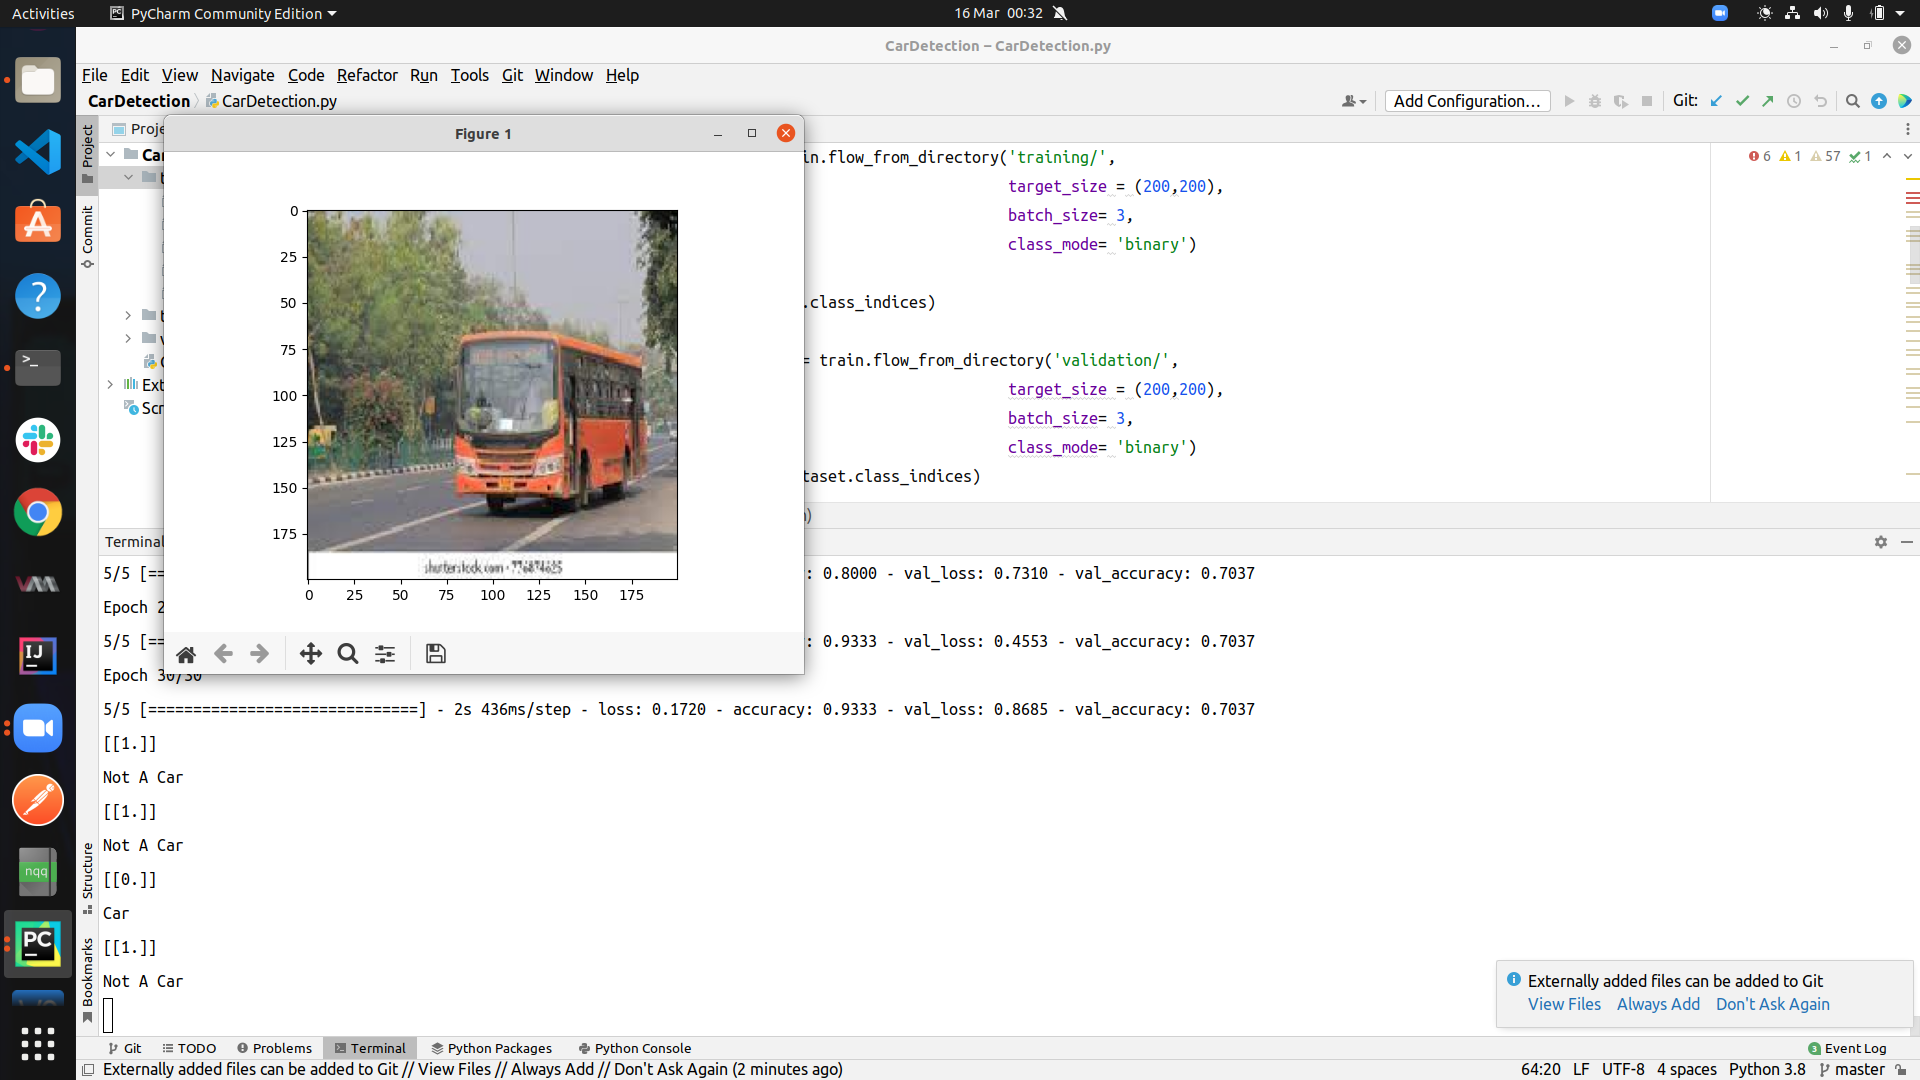 Activities
PyCharm Community Edition
16 Mar 00:32
CarDetection – CarDetection.py
File Edit View Navigate Code Refactor Run Tools Git Window Help
CarDetection
CarDetection.py
Add Configuration...
Git:
Project
Commit
Structure
Bookmarks
Figure 1
0
25
50
75
100
125
150
175
0 25 50 75 100 125 150 175
shutterstock.com · 776874625
n.flow_from_directory('training/',
target_size = (200,200),
batch_size= 3,
class_mode= 'binary')
.class_indices)
= train.flow_from_directory('validation/',
target_size = (200,200),
batch_size= 3,
class_mode= 'binary')
taset.class_indices)
6 1 57 1
Terminal
5/5 [==
: 0.8000 - val_loss: 0.7310 - val_accuracy: 0.7037
Epoch 2
5/5 [==
: 0.9333 - val_loss: 0.4553 - val_accuracy: 0.7037
Epoch 30/30
5/5 [==============================] - 2s 436ms/step - loss: 0.1720 - accuracy: 0.9333 - val_loss: 0.8685 - val_accuracy: 0.7037
[[1.]]
Not A Car
[[1.]]
Not A Car
[[0.]]
Car
[[1.]]
Not A Car
Externally added files can be added to Git
View Files Always Add Don't Ask Again
Git TODO Problems Terminal Python Packages Python Console
3 Event Log
Externally added files can be added to Git // View Files // Always Add // Don't Ask Again (2 minutes ago)
64:20 LF UTF-8 4 spaces Python 3.8 master